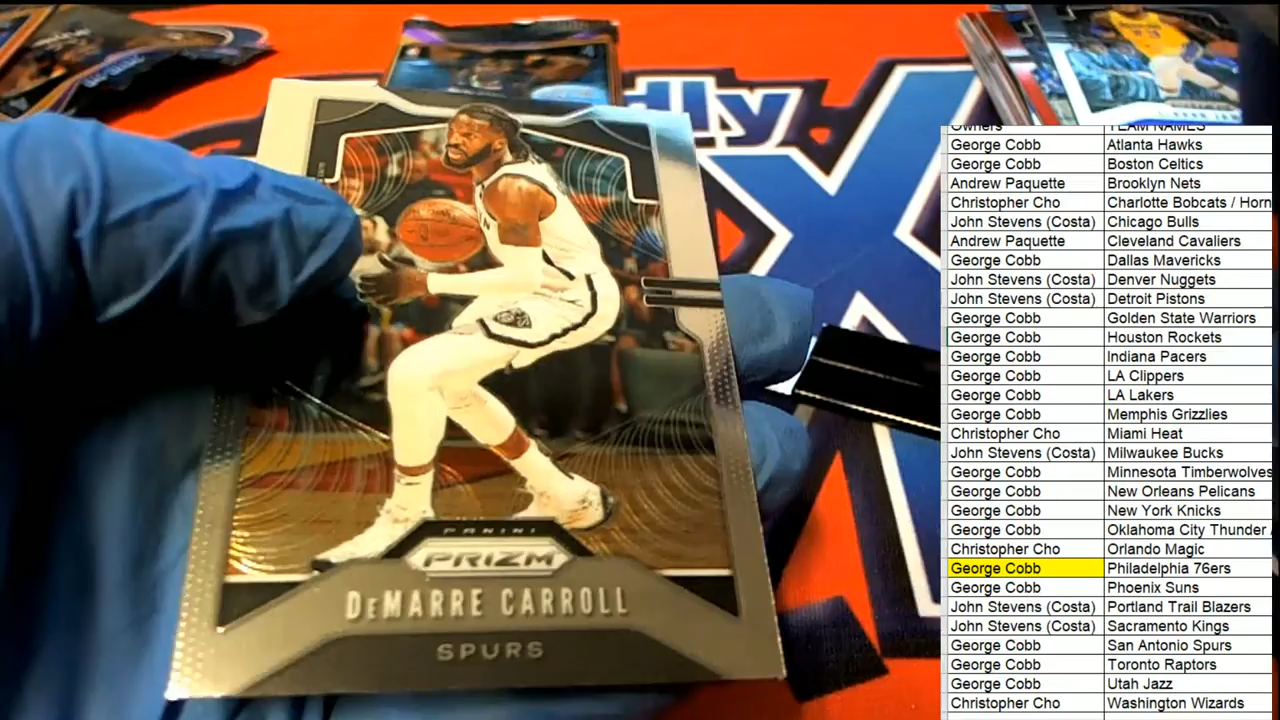 dly
PANINI
PRIZM
DeMARRE CARROLL
SPURS
Owners TEAM NAMES
George Cobb Atlanta Hawks
George Cobb Boston Celtics
Andrew Paquette Brooklyn Nets
Christopher Cho Charlotte Bobcats / Horn
John Stevens (Costa) Chicago Bulls
Andrew Paquette Cleveland Cavaliers
George Cobb Dallas Mavericks
John Stevens (Costa) Denver Nuggets
John Stevens (Costa) Detroit Pistons
George Cobb Golden State Warriors
George Cobb Houston Rockets
George Cobb Indiana Pacers
George Cobb LA Clippers
George Cobb LA Lakers
George Cobb Memphis Grizzlies
Christopher Cho Miami Heat
John Stevens (Costa) Milwaukee Bucks
George Cobb Minnesota Timberwolves
George Cobb New Orleans Pelicans
George Cobb New York Knicks
George Cobb Oklahoma City Thunder
Christopher Cho Orlando Magic
George Cobb Philadelphia 76ers
George Cobb Phoenix Suns
John Stevens (Costa) Portland Trail Blazers
John Stevens (Costa) Sacramento Kings
George Cobb San Antonio Spurs
George Cobb Toronto Raptors
George Cobb Utah Jazz
Christopher Cho Washington Wizards